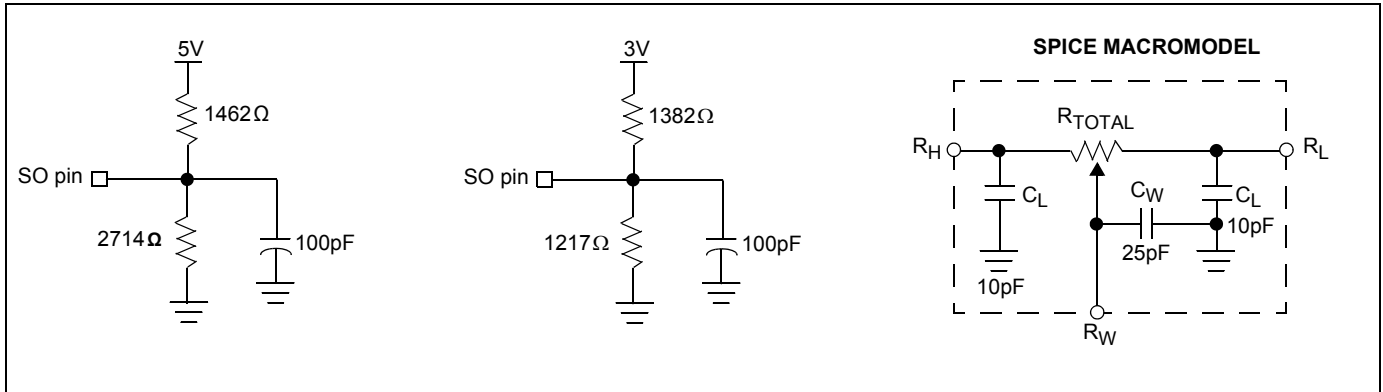 5V
1462Ω
SO pin
2714Ω
100pF
3V
1382Ω
SO pin
1217Ω
100pF
SPICE MACROMODEL
RTOTAL
RH
RL
CL
CW
CL
10pF
25pF
10pF
RW